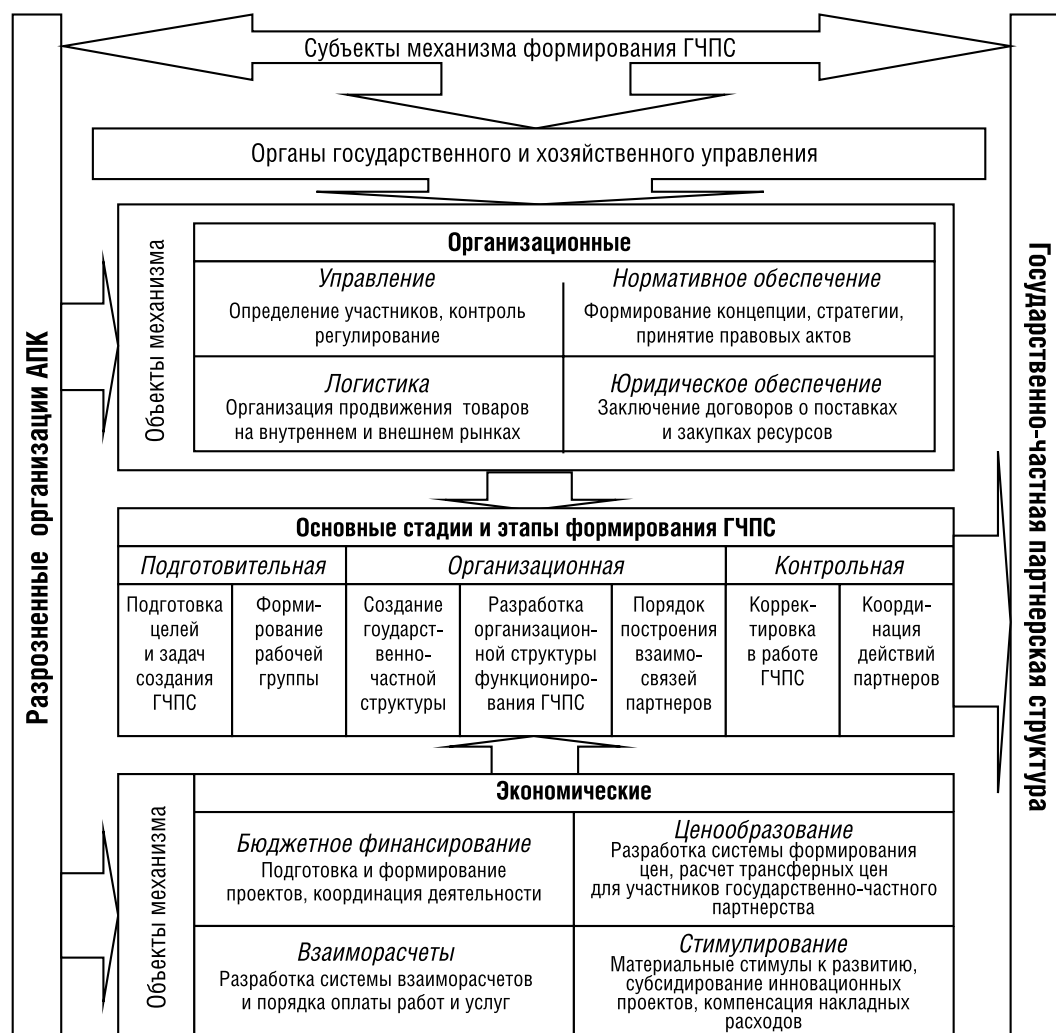 Субъекты механизма формирования ГЧПС
Органы государственного и хозяйственного управления
Разрозненные организации АПК
Объекты механизма
Организационные
Управление
Определение участников, контроль
регулирование
Нормативное обеспечение
Формирование концепции, стратегии,
принятие правовых актов
Логистика
Организация продвижения товаров
на внутреннем и внешнем рынках
Юридическое обеспечение
Заключение договоров о поставках
и закупках ресурсов
Основные стадии и этапы формирования ГЧПС
Подготовительная
Организационная
Контрольная
Подготовка
целей
и задач
создания
ГЧПС
Форми-
рование
рабочей
группы
Создание
гоударст-
венно-
частной
структуры
Разработка
организацион-
ной структуры
функциониро-
вания ГЧПС
Порядок
построения
взаимо-
связей
партнеров
Коррек-
тировка
в работе
ГЧПС
Коорди-
нация
действий
партнеров
Объекты механизма
Экономические
Бюджетное финансирование
Подготовка и формирование
проектов, координация деятельности
Ценообразование
Разработка системы формирования
цен, расчет трансферных цен
для участников государственно-частного
партнерства
Взаиморасчеты
Разработка системы взаиморасчетов
и порядка оплаты работ и услуг
Стимулирование
Материальные стимулы к развитию,
субсидирование инновационных
проектов, компенсация накладных
расходов
Государственно-частная партнерская структура